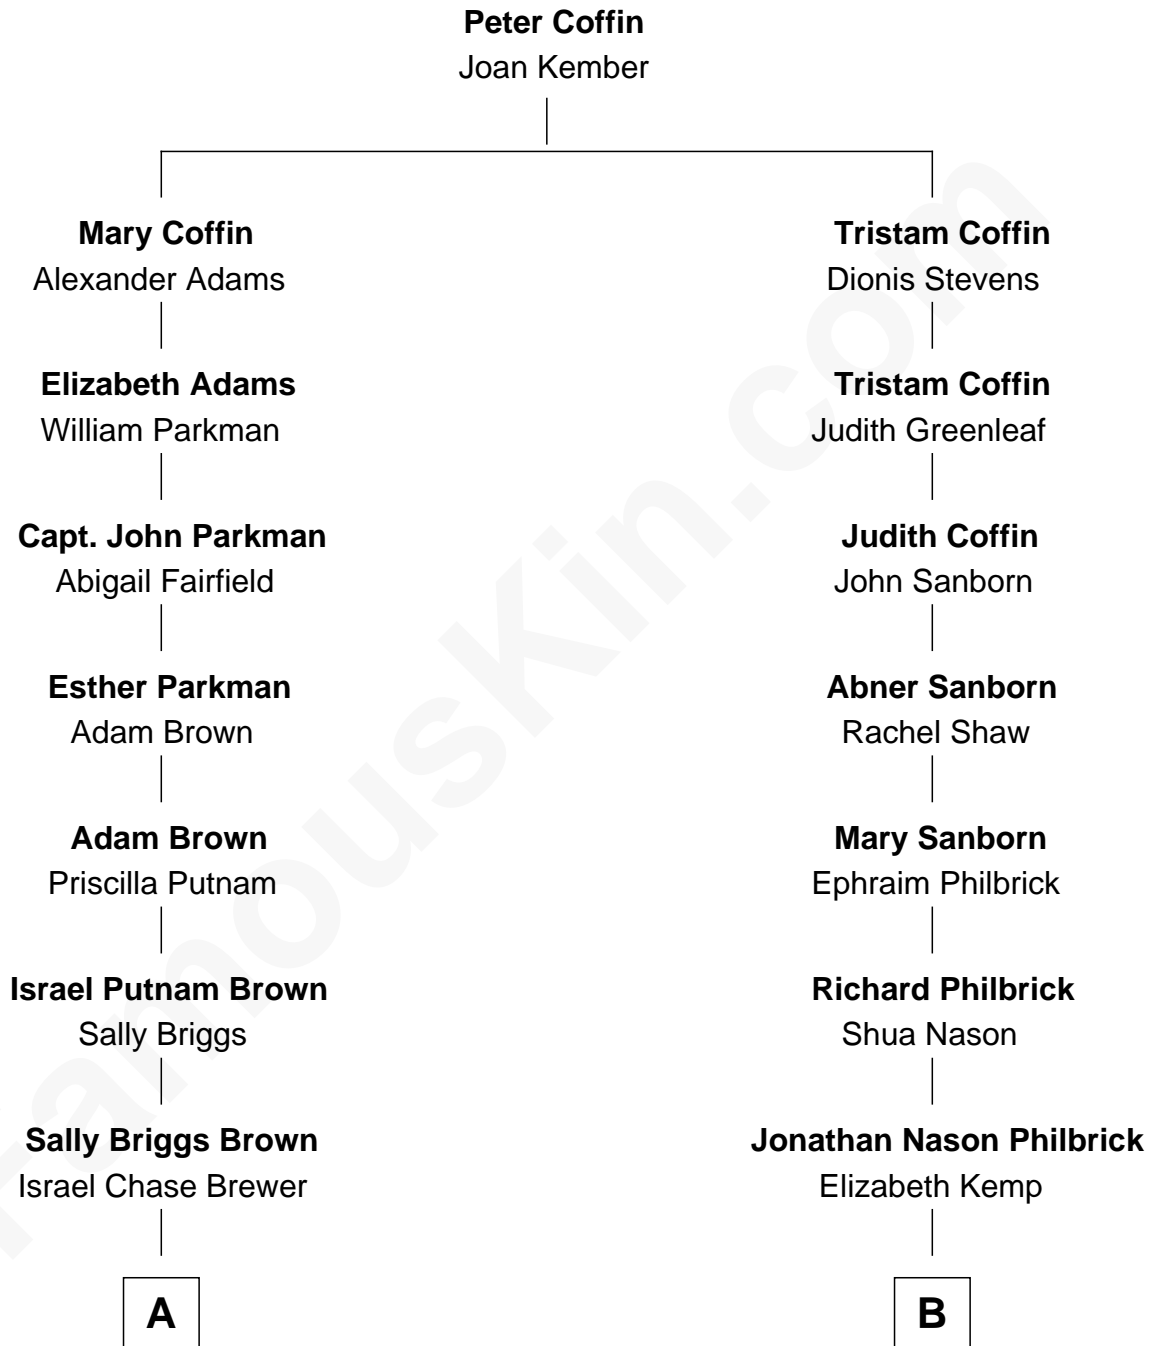 Peter Coffin
Joan Kember
Mary Coffin
Alexander Adams
Tristam Coffin
Dionis Stevens
Elizabeth Adams
William Parkman
Tristam Coffin
Judith Greenleaf
Capt. John Parkman
Abigail Fairfield
Judith Coffin
John Sanborn
Esther Parkman
Adam Brown
Abner Sanborn
Rachel Shaw
Adam Brown
Priscilla Putnam
Mary Sanborn
Ephraim Philbrick
Israel Putnam Brown
Sally Briggs
Richard Philbrick
Shua Nason
Sally Briggs Brown
Israel Chase Brewer
Jonathan Nason Philbrick
Elizabeth Kemp
A
B
FamousKin.com